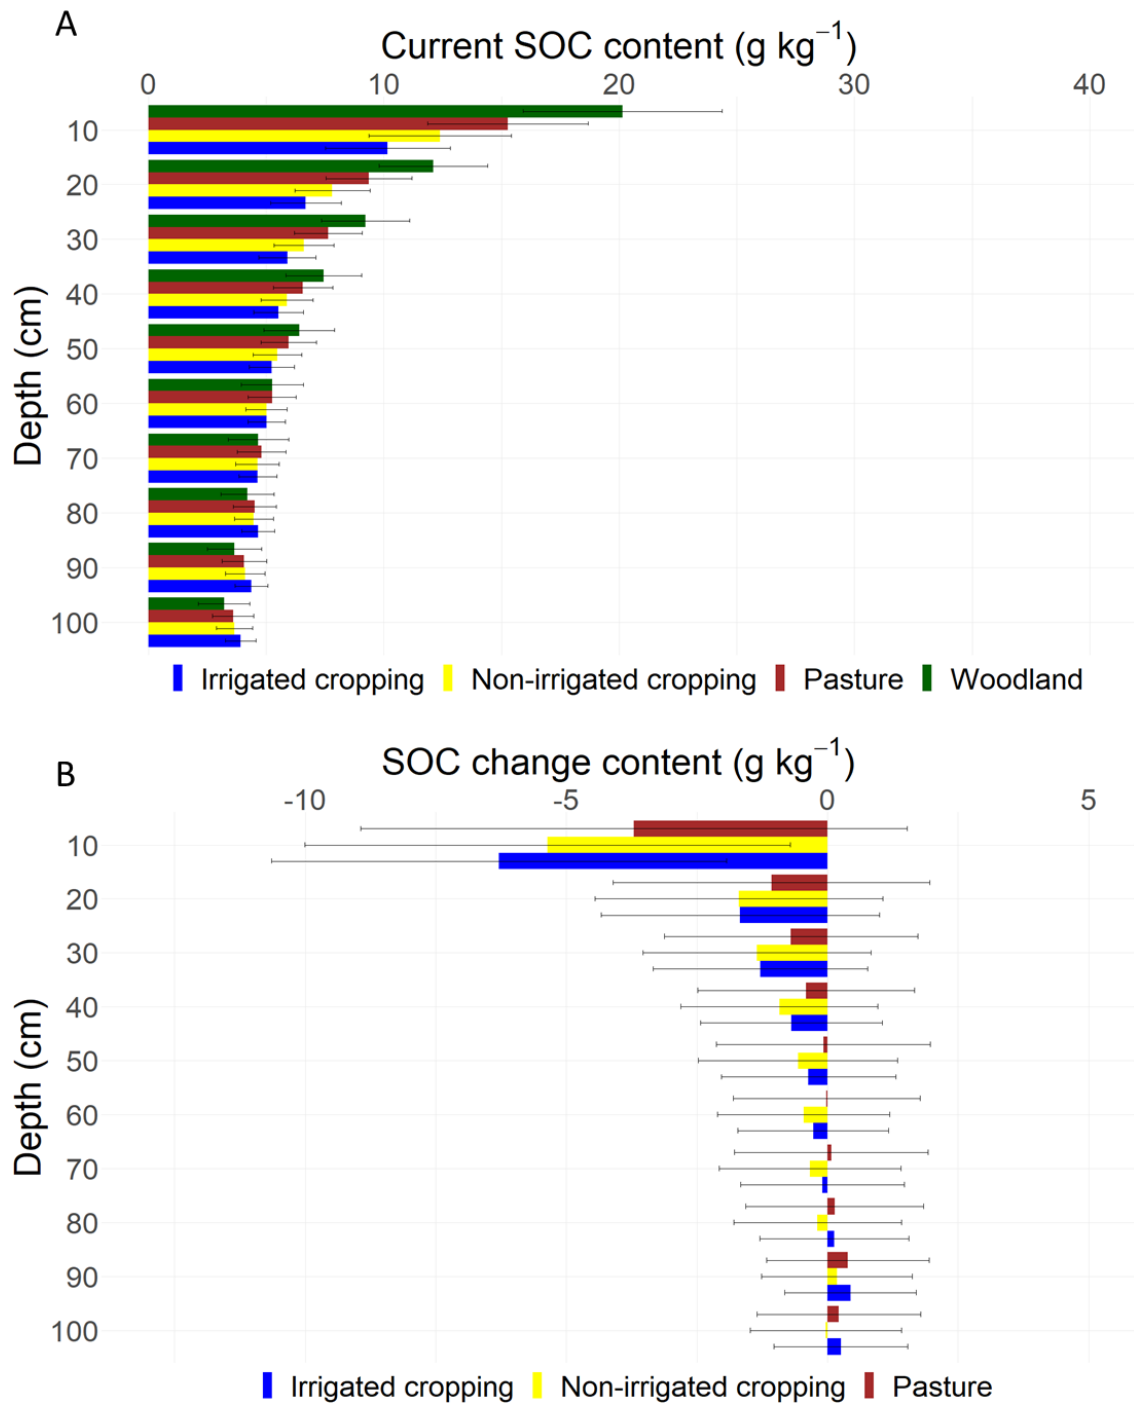 A
Current SOC content (g kg⁻¹)
0 10 20 30 40
Depth (cm)
10
20
30
40
50
60
70
80
90
100
Irrigated cropping Non-irrigated cropping Pasture Woodland
B
SOC change content (g kg⁻¹)
-10 -5 0 5
Depth (cm)
10
20
30
40
50
60
70
80
90
100
Irrigated cropping Non-irrigated cropping Pasture